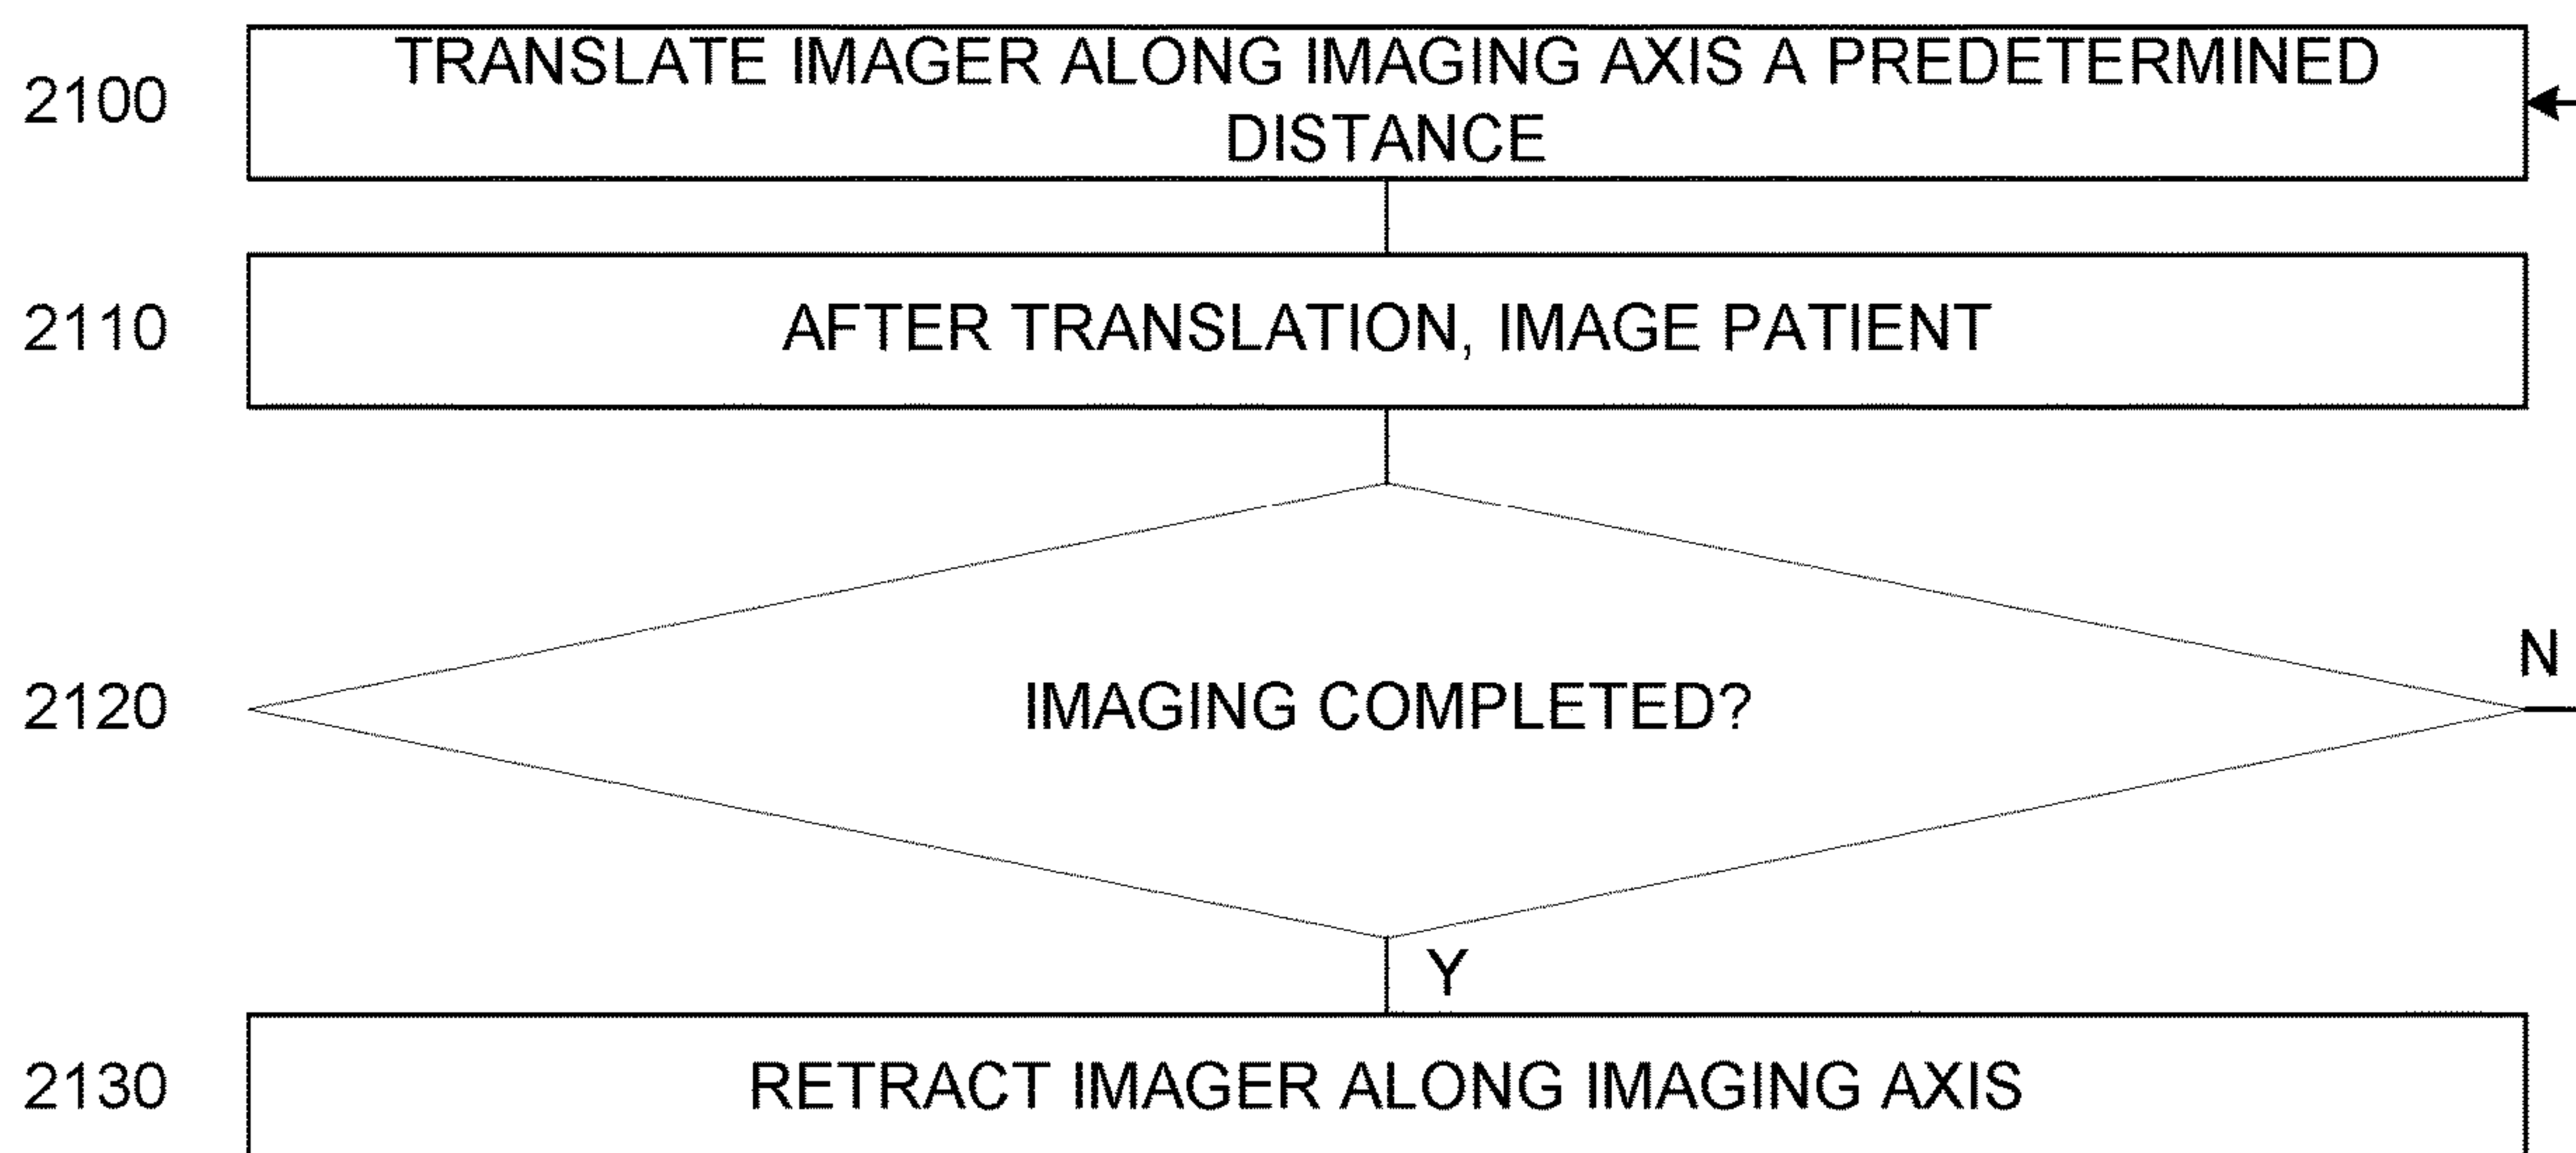 2100
TRANSLATE IMAGER ALONG IMAGING AXIS A PREDETERMINED
DISTANCE
2110
AFTER TRANSLATION, IMAGE PATIENT
2120
IMAGING COMPLETED?
N
Y
2130
RETRACT IMAGER ALONG IMAGING AXIS